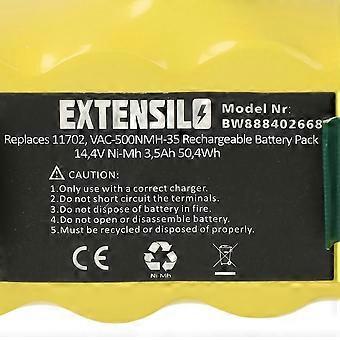 EXTENSILO
Model Nr:
BW888402668
Replaces 11702, VAC-500NMH-35 Rechargeable Battery Pack
14,4V Ni-Mh 3,5Ah 50,4Wh
CAUTION:
1.Only use with a correct charger.
2.Do not short circuit the terminals.
3.Do not dispose of battery in fire.
4.Do not open or disassemble battery.
5.Must be recycled or disposed of properly.
CE
Ni-Mh